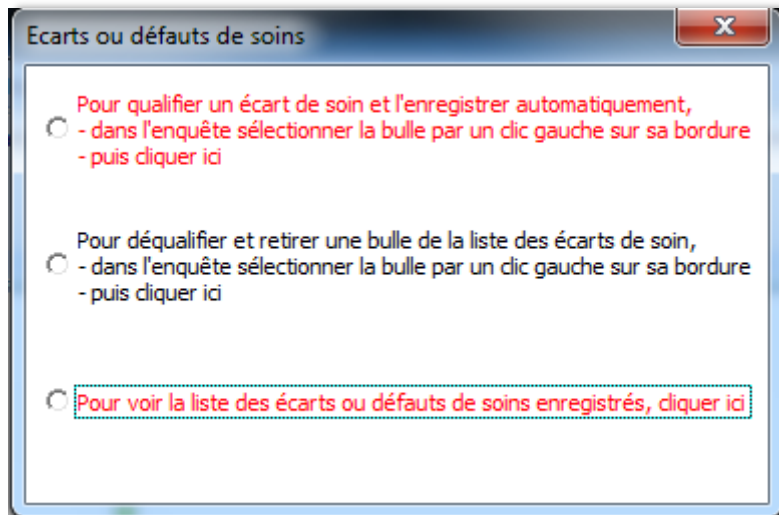 Ecarts ou défauts de soins
Pour qualifier un écart de soin et l'enregistrer automatiquement,
- dans l'enquête sélectionner la bulle par un clic gauche sur sa bordure
- puis cliquer ici
Pour déqualifier et retirer une bulle de la liste des écarts de soin,
- dans l'enquête sélectionner la bulle par un clic gauche sur sa bordure
- puis cliquer ici
Pour voir la liste des écarts ou défauts de soins enregistrés, cliquer ici